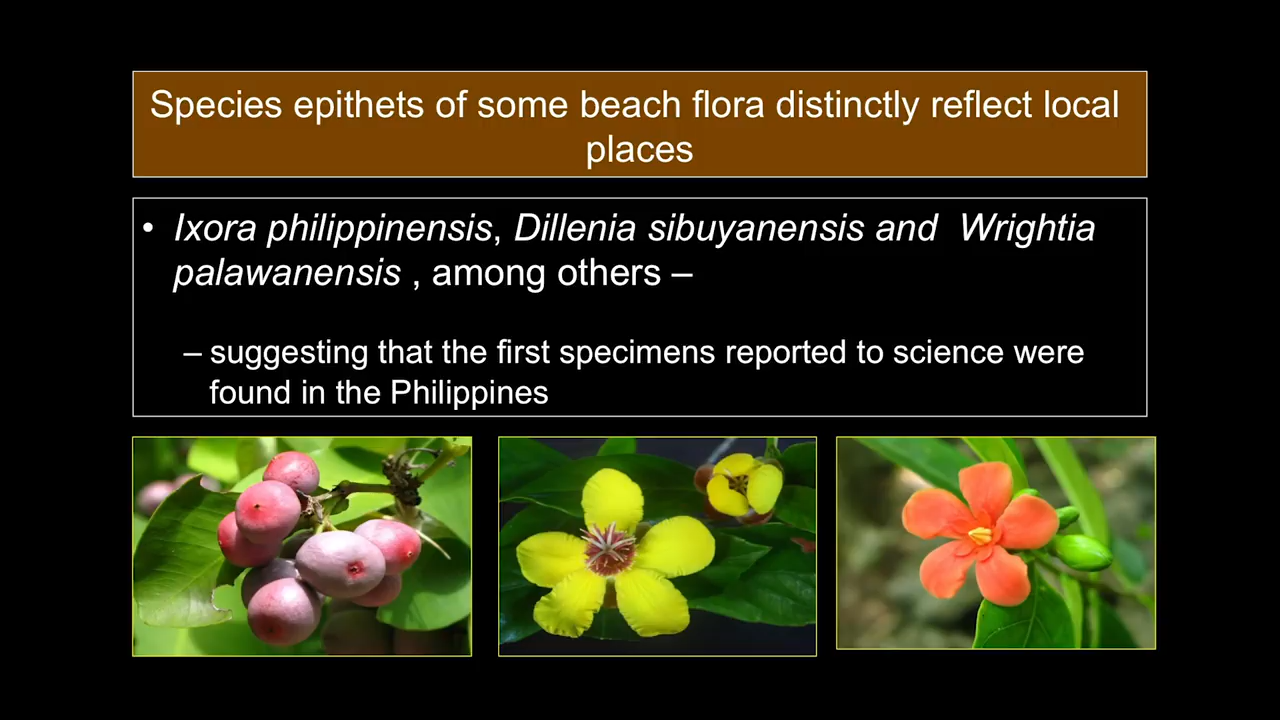 Species epithets of some beach flora distinctly reflect local
places
• Ixora philippinensis, Dillenia sibuyanensis and Wrightia
palawanensis , among others –
– suggesting that the first specimens reported to science were
found in the Philippines